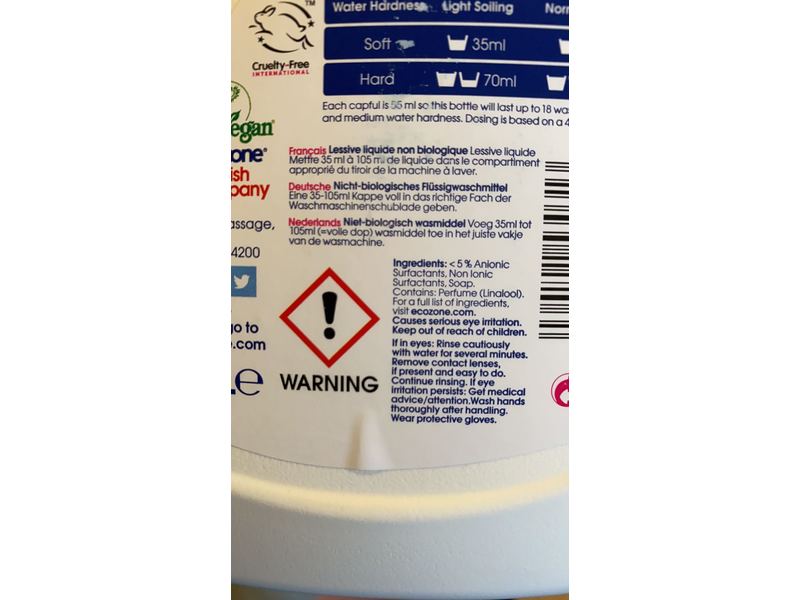 TM
Cruelty-Free
INTERNATIONAL
Water Hardness Light Soiling
Soft 35ml
Hard 70ml
Each capful is 55 ml so this bottle will last up to 18
and medium water hardness. Dosing is based on a
Français Lessive liquide non biologique Lessive liquide
Mettre 35 ml à 105 ml de liquide dans le compartiment
approprié du tiroir de la machine à laver.
Deutsche Nicht-biologisches Flüssigwaschmittel
Eine 35-105ml Kappe voll in das richtige Fach der
Waschmaschinenschublade geben.
Nederlands Niet-biologisch wasmiddel Voeg 35ml tot
105ml (=volle dop) wasmiddel toe in het juiste vakje
van de wasmachine.
4200
go to
.com
e
WARNING
Ingredients: <5% Anionic
Surfactants, Non Ionic
Surfactants, Soap.
Contains: Perfume (Linalool).
For a full list of ingredients,
visit ecozone.com.
Causes serious eye irritation.
Keep out of reach of children.
If in eyes: Rinse cautiously
with water for several minutes.
Remove contact lenses,
if present and easy to do.
Continue rinsing. If eye
irritation persists: Get medical
advice/attention.Wash hands
thoroughly after handling.
Wear protective gloves.